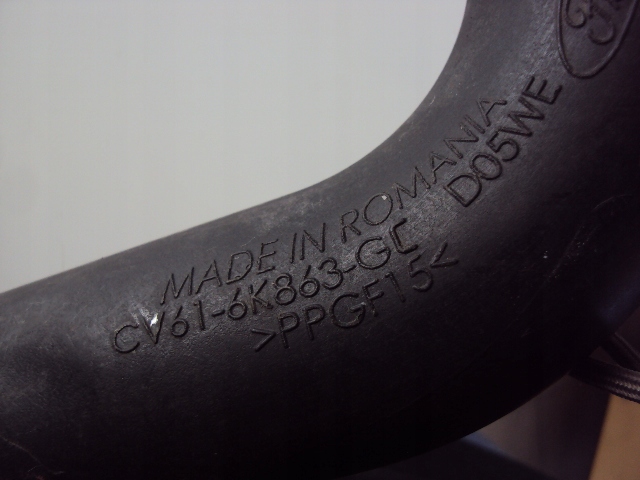 MADE IN ROMANIA
CV61-6K863-GC
D05WE
>PPGF15<